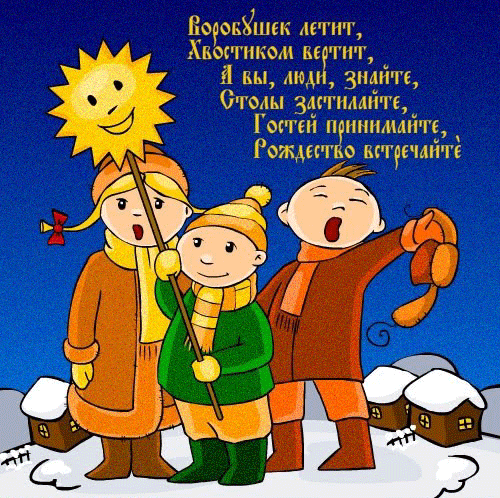 Воробушек летит,
Хвостиком вертит,
А вы, люди, знайте,
Столы застилайте,
Гостей принимайте,
Рождество встречайте